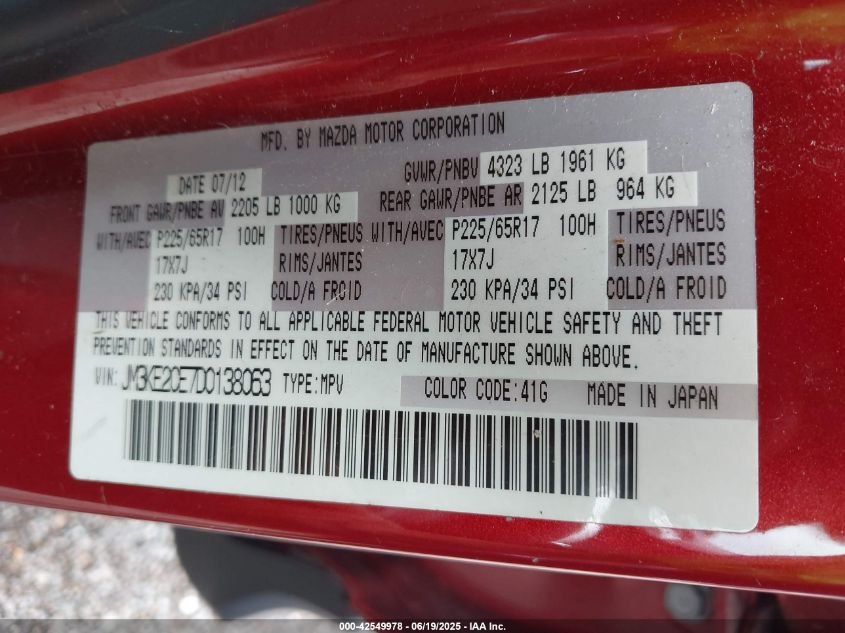 MFD. BY MAZDA MOTOR CORPORATION
DATE 07/12 GVWR/PNBV 4323 LB 1961 KG
FRONT GAWR/PNBE AV 2205 LB 1000 KG REAR GAWR/PNBE AR 2125 LB 964 KG
WITH/AVEC P225/65R17 100H TIRES/PNEUS WITH/AVEC P225/65R17 100H TIRES/PNEUS
17X7J RIMS/JANTES 17X7J RIMS/JANTES
230 KPA/34 PSI COLD/A FROID 230 KPA/34 PSI COLD/A FROID
THIS VEHICLE CONFORMS TO ALL APPLICABLE FEDERAL MOTOR VEHICLE SAFETY AND THEFT
PREVENTION STANDARDS IN EFFECT ON THE DATE OF MANUFACTURE SHOWN ABOVE.
VIN: JM3KE2CE7D0138063 TYPE:MPV COLOR CODE:41G MADE IN JAPAN
000-42549978 - 06/19/2025 - IAA Inc.